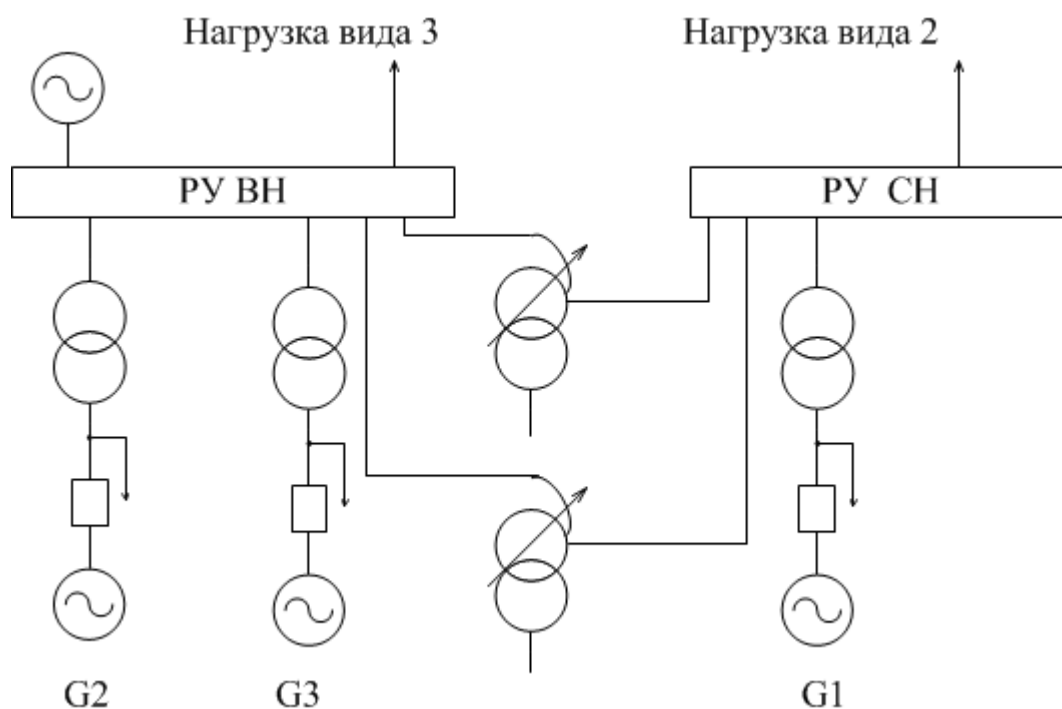 Нагрузка вида 3
Нагрузка вида 2
РУ ВН
РУ СН
G2
G3
G1